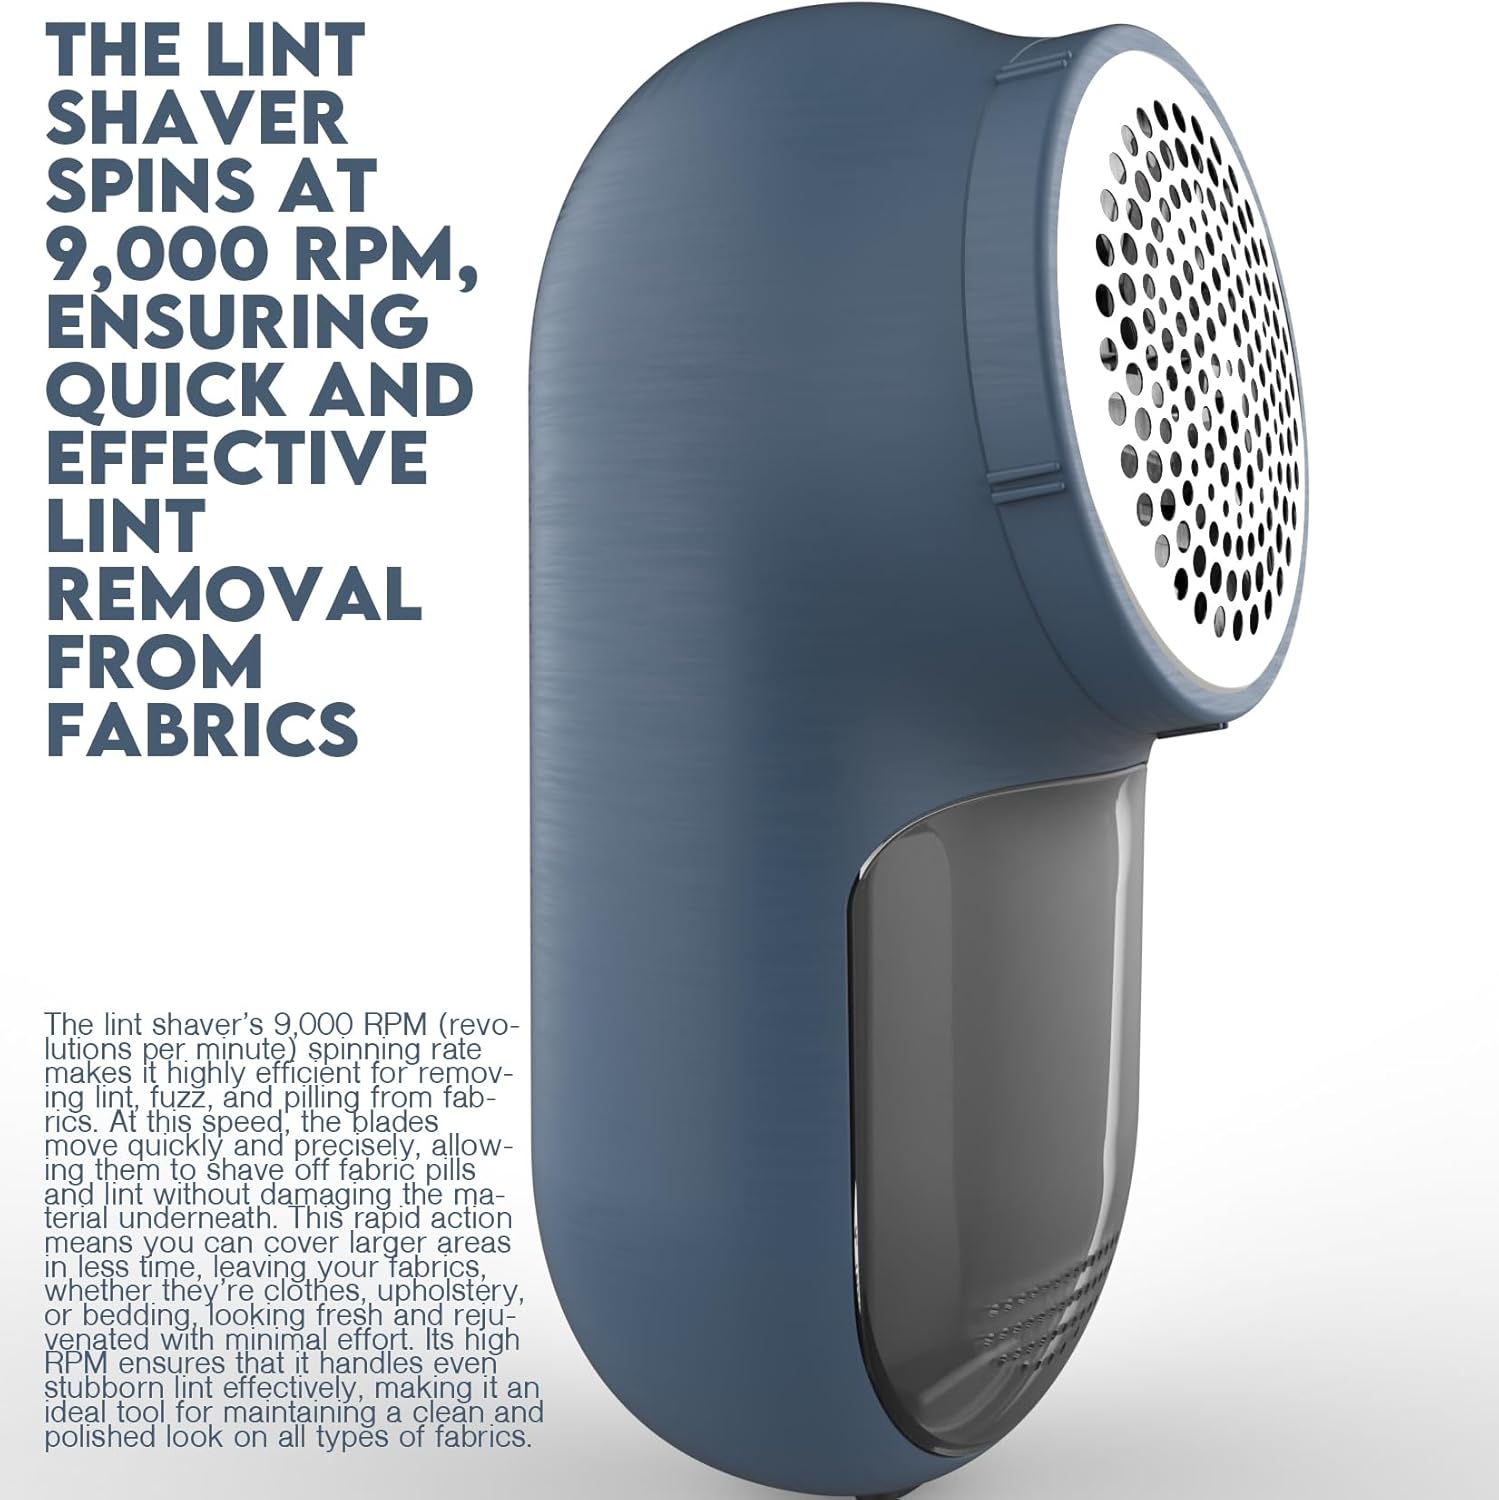 THE LINT
SHAVER
SPINS AT
9,000 RPM,
ENSURING
QUICK AND
EFFECTIVE
LINT
REMOVAL
FROM
FABRICS
The lint shaver’s 9,000 RPM (revo-
lutions per minute) spinning rate
makes it highly efficient for remov-
ing lint, fuzz, and pilling from fab-
rics. At this speed, the blades
move quickly and precisely, allow-
ing them to shave off fabric pills
and lint without damaging the ma-
terial underneath. This rapid action
means you can cover larger areas
in less time, leaving your fabrics,
whether they’re clothes, upholstery,
or bedding, looking fresh and reju-
venated with minimal effort. Its high
RPM ensures that it handles even
stubborn lint effectively, making it an
ideal tool for maintaining a clean and
polished look on all types of fabrics.